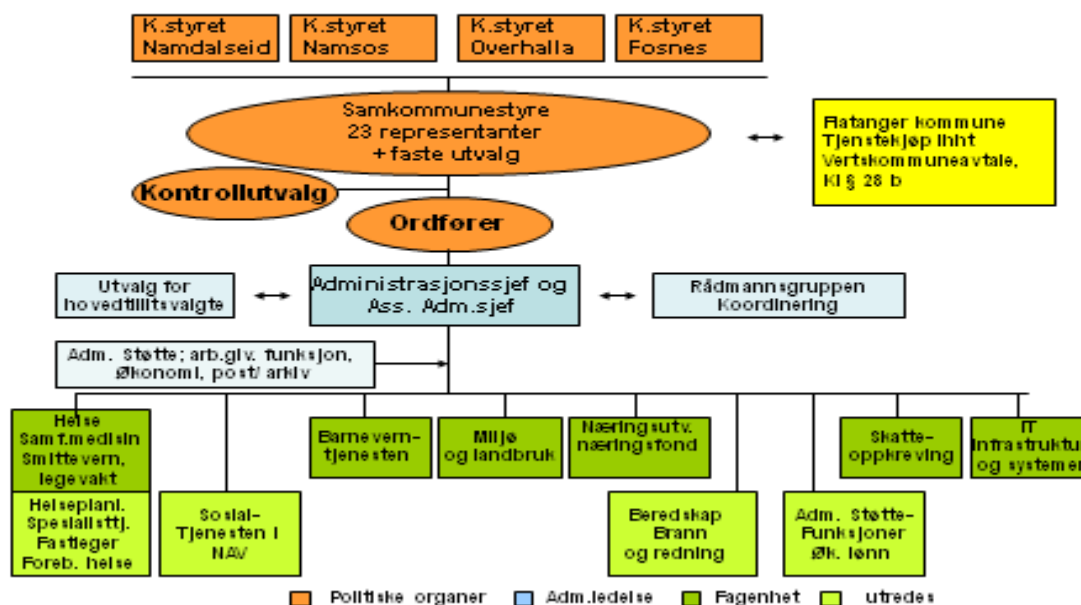 K.styret
Namdalseid
K.styret
Namsos
K.styret
Overhalla
K.styret
Fosnes
Samkommunestyre
23 representanter
+ faste utvalg
Flatanger kommune
Tjenstekjøp ihht
Vertskommuneavtale,
Kl § 28 b
Kontrollutvalg
Ordfører
Utvalg for
hovedtillitsvalgte
Administrasjonssjef og
Ass. Adm.sjef
Rådmannsgruppen
Koordinering
Adm. Støtte; arb.giv. funksjon,
Økonomi, post/ arkiv
Helse
Samf.medisin
Smittevern,
legevakt
Barnevern-
tjenesten
Miljø
og landbruk
Næringsutv.
næringsfond
Skatte-
oppkreving
IT
Infrastruktur
og systemer
Helseplanl.
Spesialisttj.
Fastleger
Foreb. helse
Sosial-
Tjenesten i
NAV
Beredskap
Brann
og redning
Adm. Støtte-
Funksjoner
Øk. lønn
Politiske organer
Adm.ledelse
Fagenhet
utredes